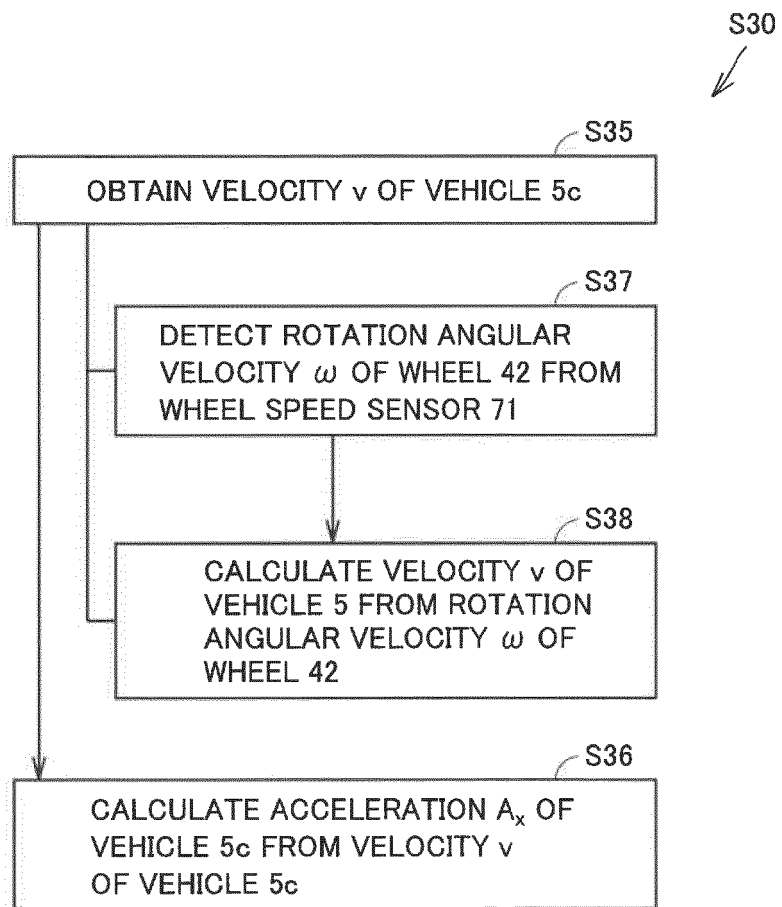 S30
S35
OBTAIN VELOCITY v OF VEHICLE 5c
S37
DETECT ROTATION ANGULAR
VELOCITY ω OF WHEEL 42 FROM
WHEEL SPEED SENSOR 71
S38
CALCULATE VELOCITY v OF
VEHICLE 5 FROM ROTATION
ANGULAR VELOCITY ω OF
WHEEL 42
S36
CALCULATE ACCELERATION Aₓ OF
VEHICLE 5c FROM VELOCITY v
OF VEHICLE 5c